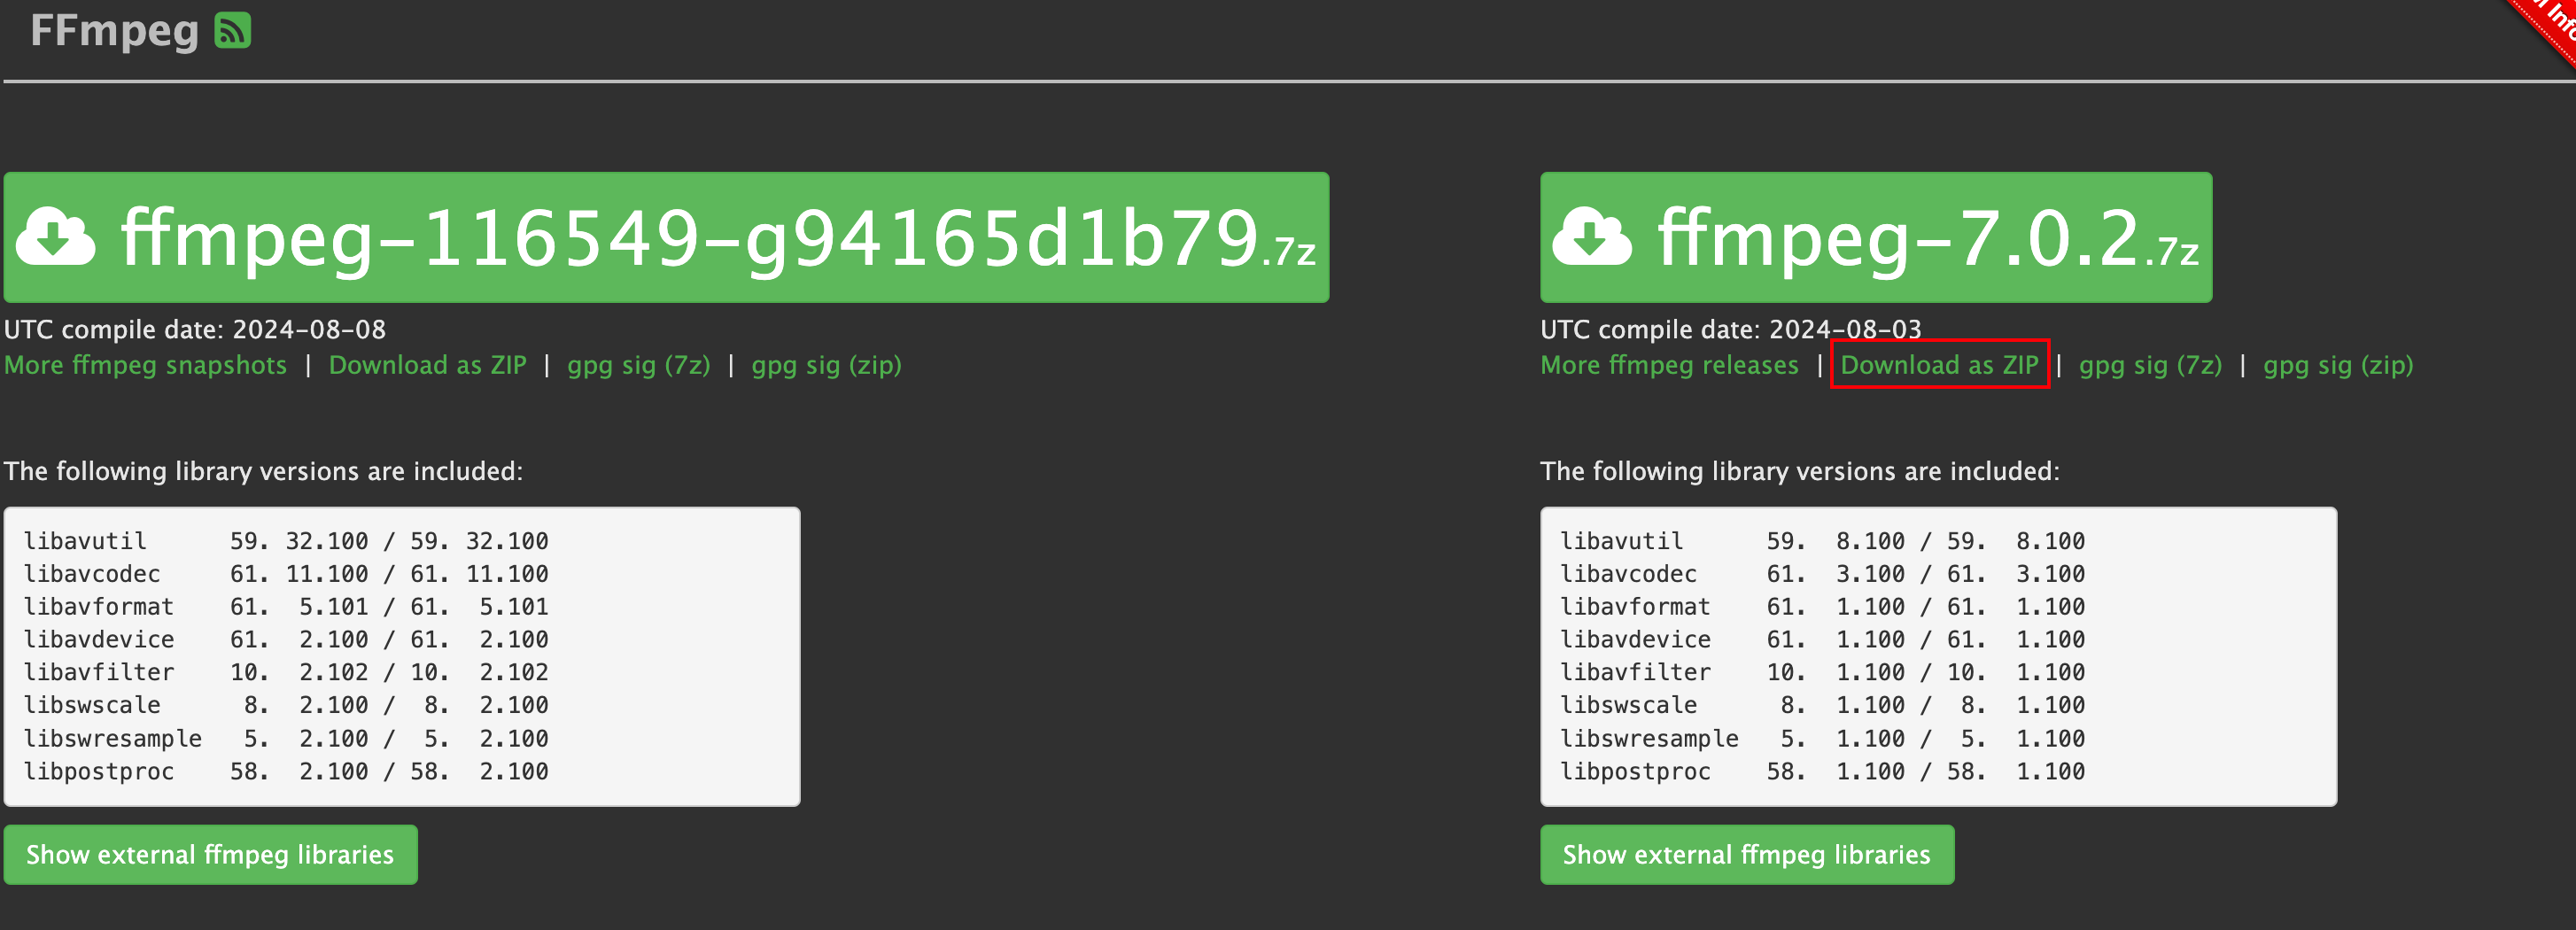 FFmpeg
Info
ffmpeg-116549-g94165d1b79.7z
UTC compile date: 2024-08-08
More ffmpeg snapshots | Download as ZIP | gpg sig (7z) | gpg sig (zip)
The following library versions are included:
libavutil 59. 32.100 / 59. 32.100
libavcodec 61. 11.100 / 61. 11.100
libavformat 61. 5.101 / 61. 5.101
libavdevice 61. 2.100 / 61. 2.100
libavfilter 10. 2.102 / 10. 2.102
libswscale 8. 2.100 / 8. 2.100
libswresample 5. 2.100 / 5. 2.100
libpostproc 58. 2.100 / 58. 2.100
Show external ffmpeg libraries
ffmpeg-7.0.2.7z
UTC compile date: 2024-08-03
More ffmpeg releases | Download as ZIP | gpg sig (7z) | gpg sig (zip)
The following library versions are included:
libavutil 59. 8.100 / 59. 8.100
libavcodec 61. 3.100 / 61. 3.100
libavformat 61. 1.100 / 61. 1.100
libavdevice 61. 1.100 / 61. 1.100
libavfilter 10. 1.100 / 10. 1.100
libswscale 8. 1.100 / 8. 1.100
libswresample 5. 1.100 / 5. 1.100
libpostproc 58. 1.100 / 58. 1.100
Show external ffmpeg libraries